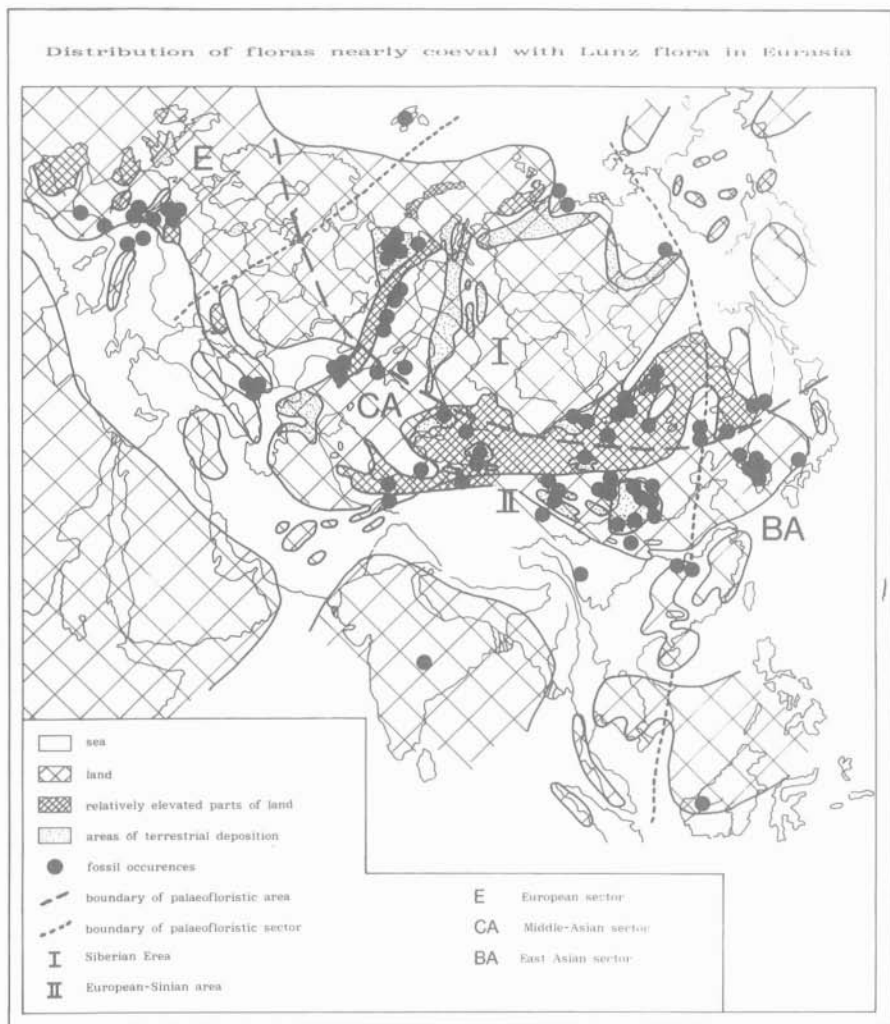 Distribution of floras nearly coeval with Lunz flora in Eurasia
E
I
CA
II
BA
sea
land
relatively elevated parts of land
areas of terrestrial deposition
fossil occurences
boundary of palaeofloristic area
boundary of palaeofloristic sector
I Siberian Erea
II European-Sinian area
E European sector
CA Middle-Asian sector
BA East Asian sector